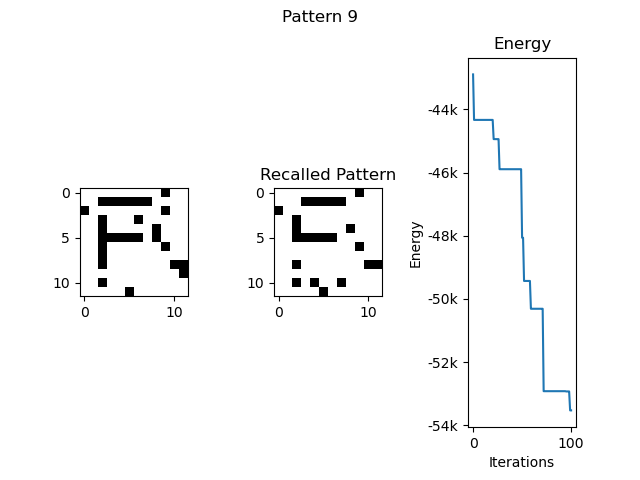 Pattern 9
Energy
Recalled Pattern
0
5
10
0
10
0
5
10
0
10
-44k
-46k
-48k
-50k
-52k
-54k
Energy
0
100
Iterations